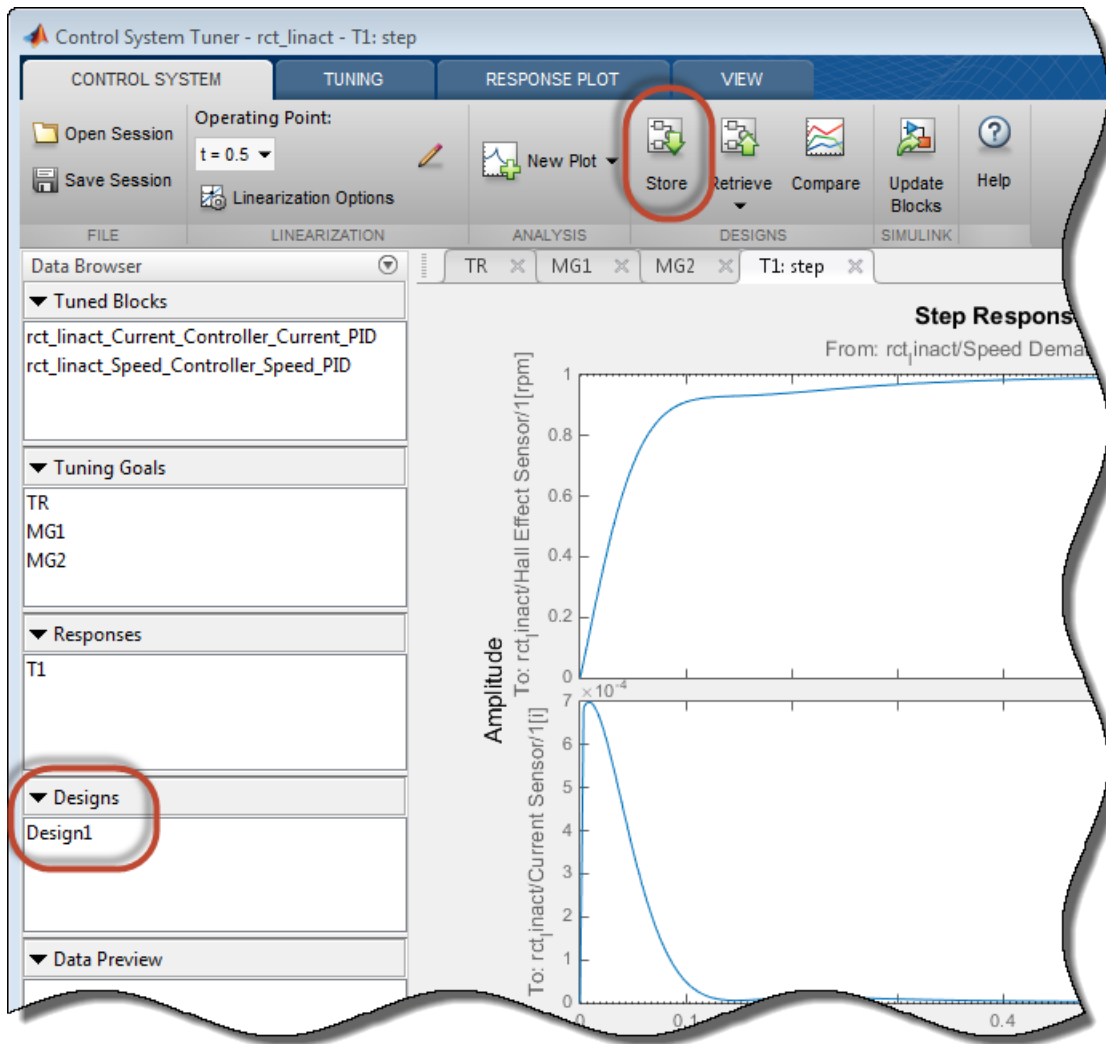 Control System Tuner - rct_linact - T1: step
CONTROL SYSTEM TUNING RESPONSE PLOT VIEW
Open Session
Save Session
FILE
Operating Point:
t = 0.5
Linearization Options
LINEARIZATION
New Plot
ANALYSIS
Store Retrieve Compare
DESIGNS
Update
Blocks
SIMULINK
Help
Data Browser
Tuned Blocks
rct_linact_Current_Controller_Current_PID
rct_linact_Speed_Controller_Speed_PID
Tuning Goals
TR
MG1
MG2
Responses
T1
Designs
Design1
Data Preview
TR MG1 MG2 T1: step
Step Respons
From: rct_linact/Speed Dema
Amplitude
To: rct_linact/Hall Effect Sensor/1[rpm]
1
0.8
0.6
0.4
0.2
0
To: rct_linact/Current Sensor/1[i]
×10-4
7
6
5
4
3
2
1
0
0 0.1 0.4